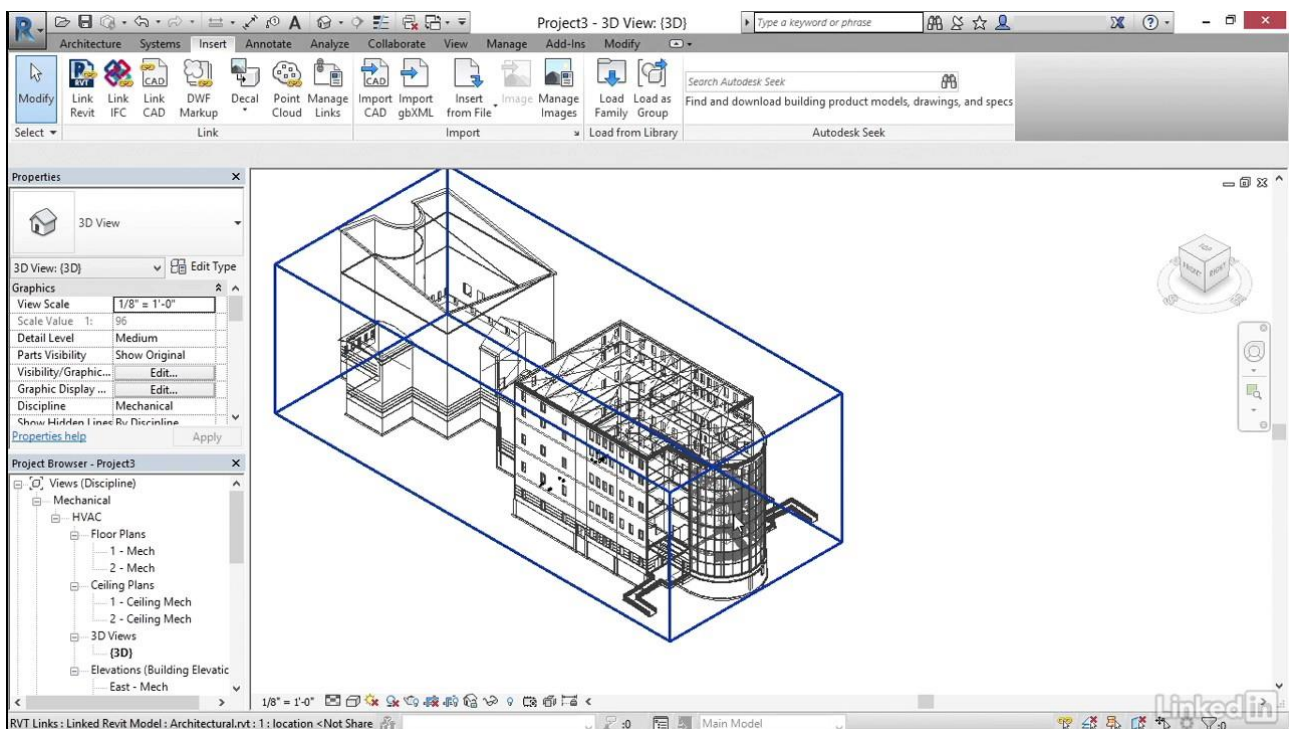 Project3 - 3D View: {3D}
Type a keyword or phrase
Architecture Systems Insert Annotate Analyze Collaborate View Manage Add-Ins Modify
Modify
Link Revit
Link IFC
Link CAD
DWF Markup
Decal
Point Cloud
Manage Links
Import CAD
Import gbXML
Insert from File
Image
Manage Images
Load Family
Load as Group
Search Autodesk Seek
Find and download building product models, drawings, and specs
Select
Link
Import
Load from Library
Autodesk Seek
Properties
3D View
3D View: {3D}
Edit Type
Graphics
View Scale 1/8" = 1'-0"
Scale Value 1: 96
Detail Level Medium
Parts Visibility Show Original
Visibility/Graphic... Edit...
Graphic Display ... Edit...
Discipline Mechanical
Show Hidden Lines By Discipline
Properties help
Apply
Project Browser - Project3
Views (Discipline)
Mechanical
HVAC
Floor Plans
1 - Mech
2 - Mech
Ceiling Plans
1 - Ceiling Mech
2 - Ceiling Mech
3D Views
{3D}
Elevations (Building Elevatic
East - Mech
TOP
FRONT
RIGHT
1/8" = 1'-0"
LinkedIn
RVT Links : Linked Revit Model : Architectural.rvt : 1 : location <Not Share
:0
Main Model
:0